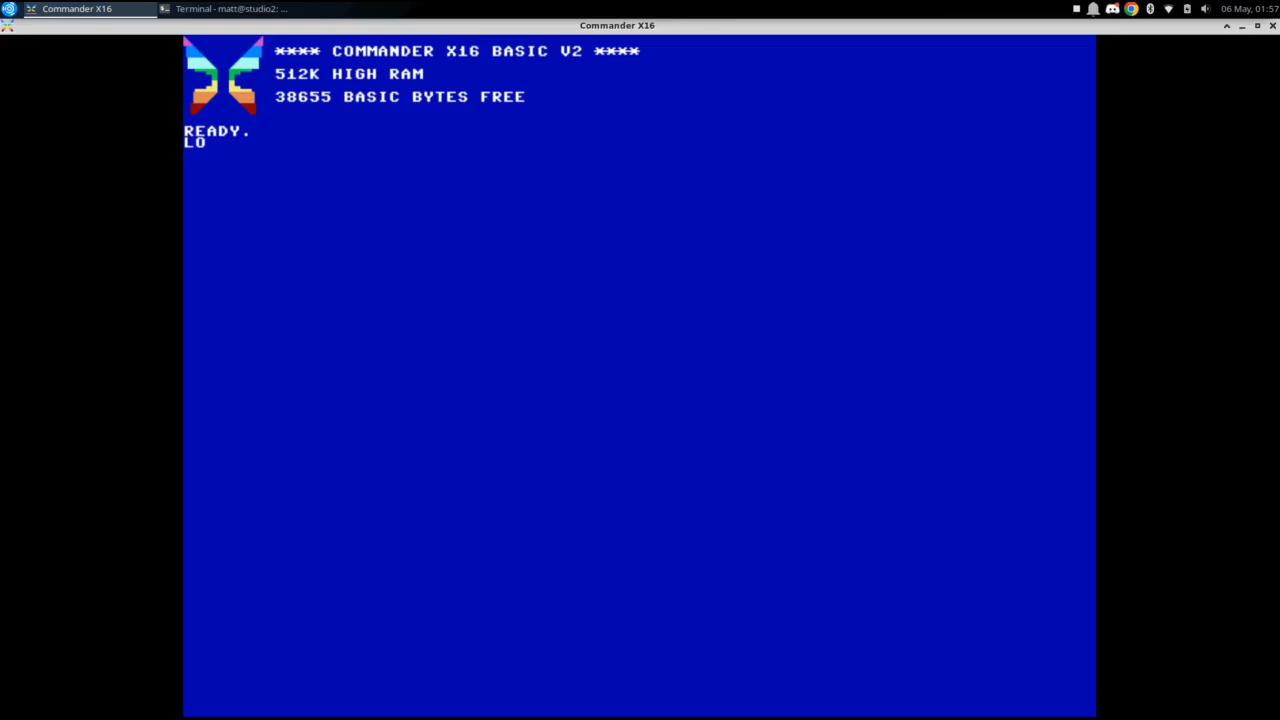 Commander X16
Terminal - matt@studio2: ...
06 May, 01:57
Commander X16
**** COMMANDER X16 BASIC V2 ****
512K HIGH RAM
38655 BASIC BYTES FREE
READY.
LO